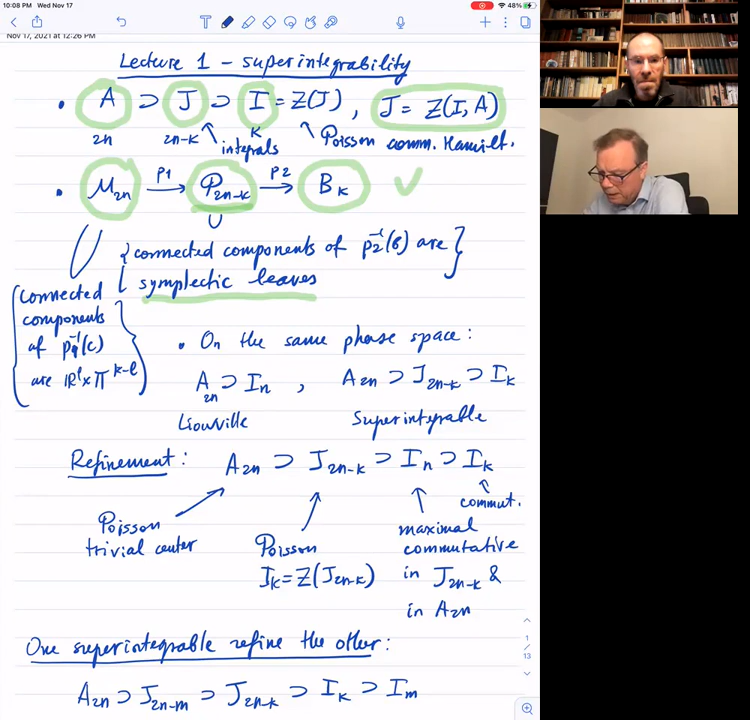 10:08 PM Wed Nov 17
48%
Nov 17, 2021 at 12:26 PM
Lecture 1 – superintegrability
• A ⊃ J ⊃ I = Z(J), J = Z(I, A)
2n 2n-k k
integrals Poisson comm. Hamilt.
• M₂ₙ —p1→ P₂ₙ₋ₖ —p2→ Bₖ ✓
∪
{connected components of p₂⁻¹(b) are
symplectic leaves}
{connected
components
of p₁⁻¹(c)
are ℝˡ × 𝕋ᵏ⁻ˡ}
• On the same phase space:
A₂ₙ ⊃ Iₙ , A₂ₙ ⊃ J₂ₙ₋ₖ ⊃ Iₖ
Liouville Superintegrable
Refinement: A₂ₙ ⊃ J₂ₙ₋ₖ ⊃ Iₙ ⊃ Iₖ
commut.
Poisson
trivial center
Poisson
Iₖ = Z(J₂ₙ₋ₖ)
maximal
commutative
in J₂ₙ₋ₖ &
in A₂ₙ
One superintegrable refine the other:
A₂ₙ ⊃ J₂ₙ₋ₘ ⊃ J₂ₙ₋ₖ ⊃ Iₖ ⊃ Iₘ
1
/
13